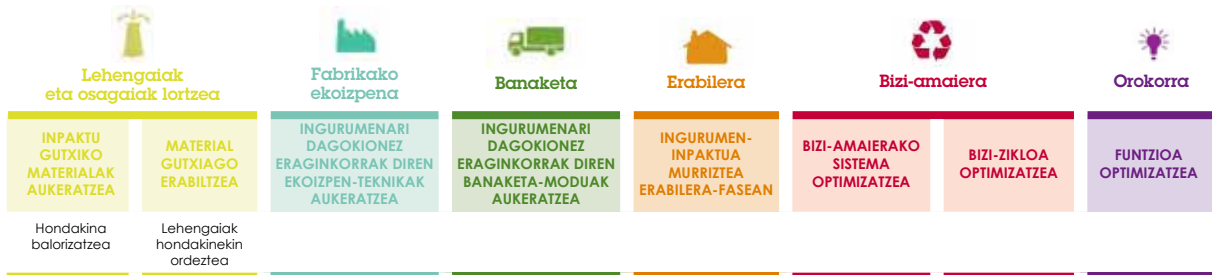 Lehengaiak
eta osagaiak lortzea
Fabrikako
ekoizpena
Banaketa
Erabilera
Bizi-amaiera
Orokorra
INPAKTU
GUTXIKO
MATERIALAK
AUKERATZEA
MATERIAL
GUTXIAGO
ERABILTZEA
INGURUMENARI
DAGOKIONEZ
ERAGINKORRAK DIREN
EKOIZPEN-TEKNIKAK
AUKERATZEA
INGURUMENARI
DAGOKIONEZ
ERAGINKORRAK DIREN
BANAKETA-MODUAK
AUKERATZEA
INGURUMEN-
INPAKTUA
MURRIZTEA
ERABILERA-FASEAN
BIZI-AMAIERAKO
SISTEMA
OPTIMIZATZEA
BIZI-ZIKLOA
OPTIMIZATZEA
FUNTZIOA
OPTIMIZATZEA
Hondakina
balorizatzea
Lehengaiak
hondakinekin
ordeztea